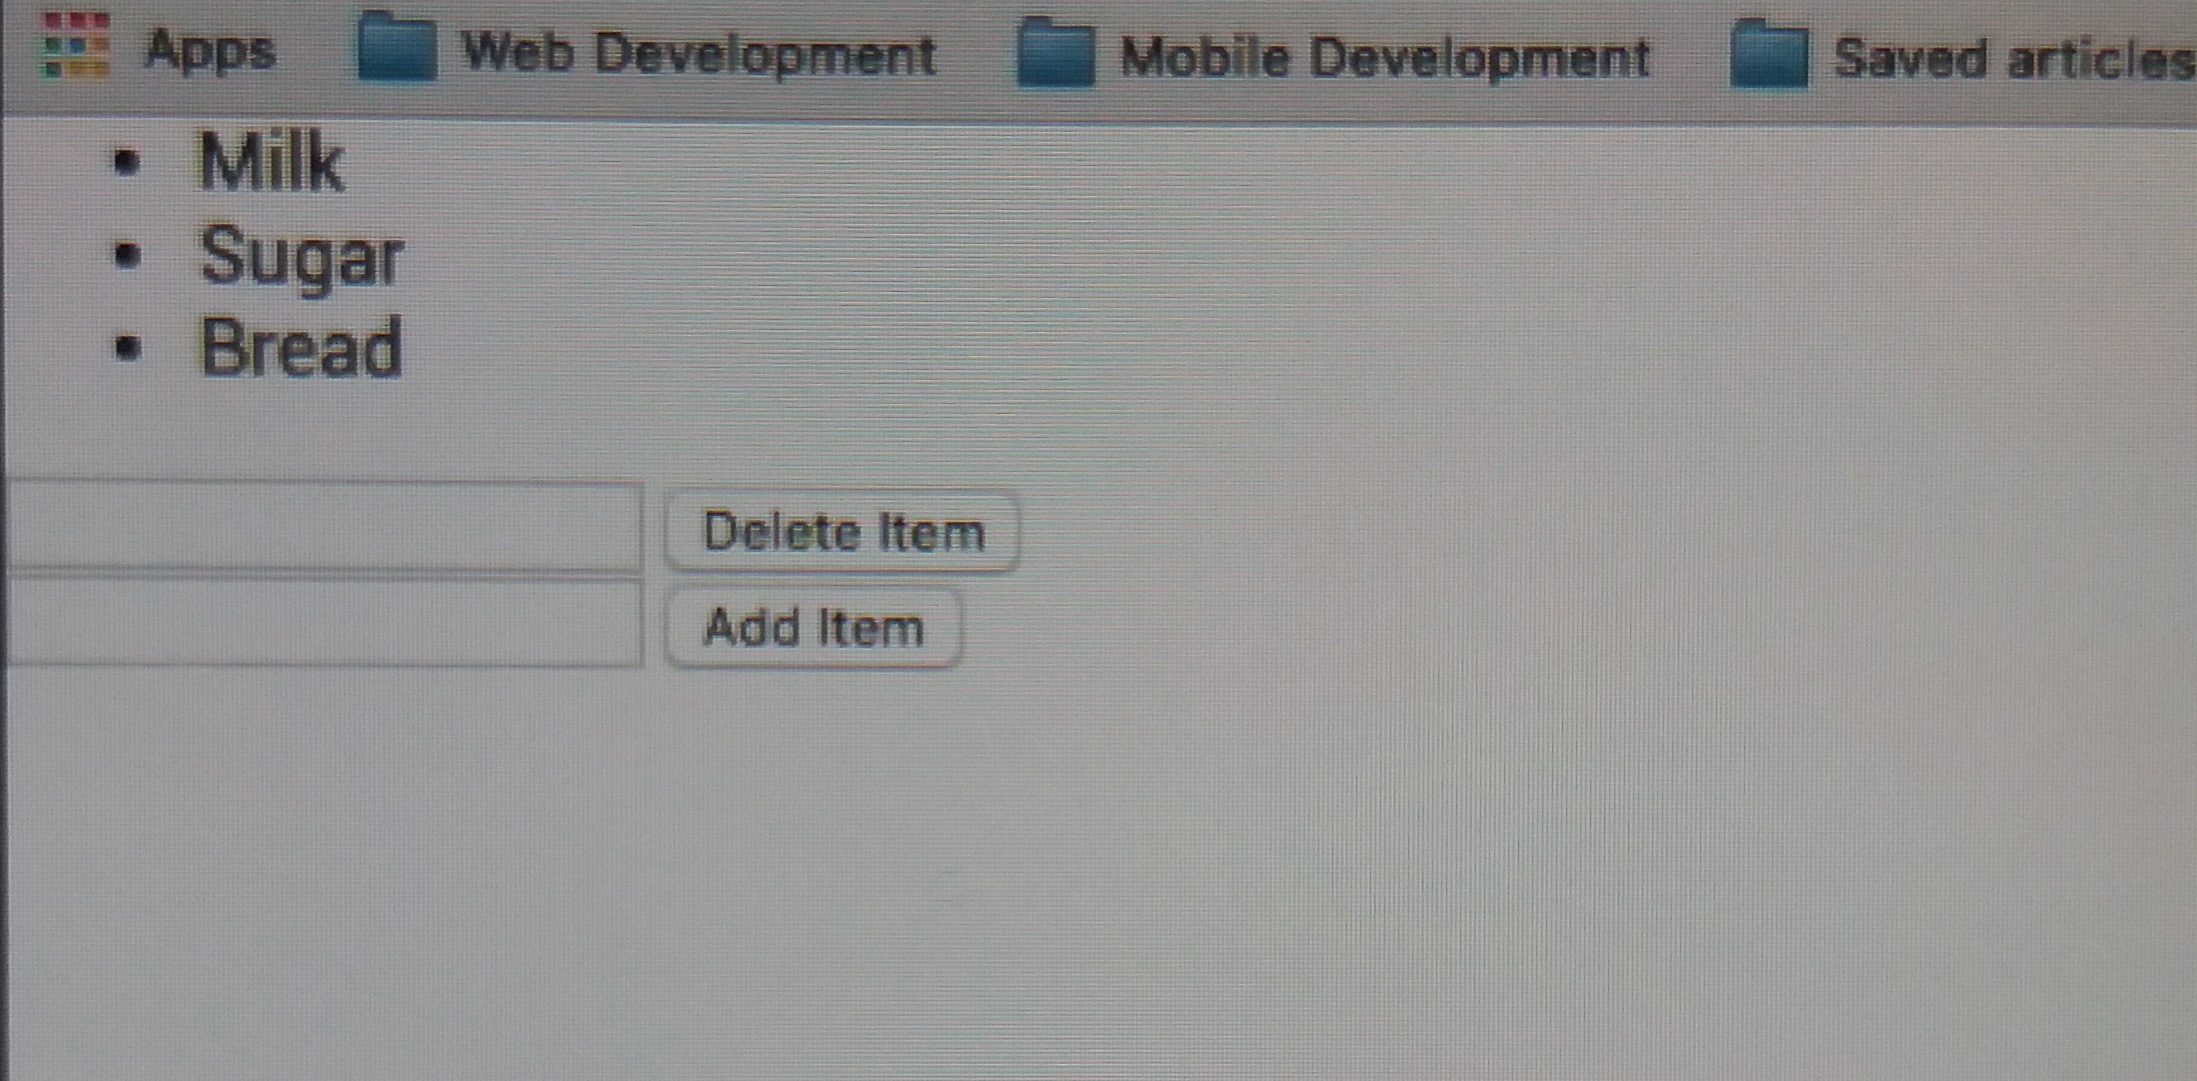 Apps Web Development Mobile Development Saved articles
Milk
Sugar
Bread
Delete Item
Add Item